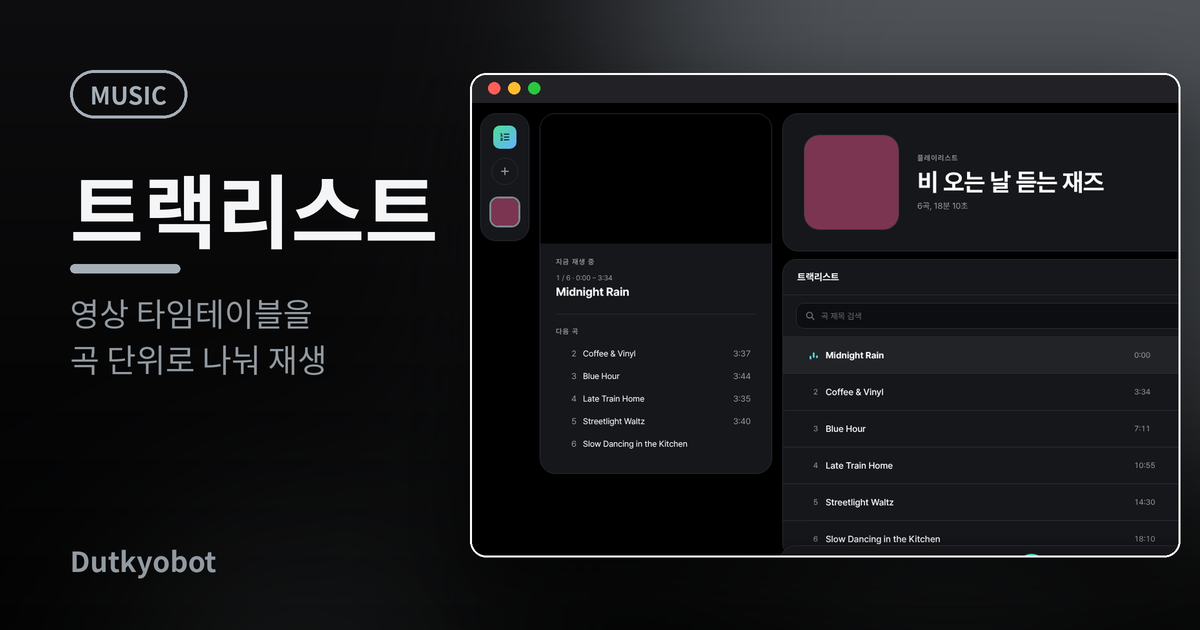 MUSIC
트랙리스트
영상 타임테이블을
곡 단위로 나눠 재생
Dutkyobot
지금 재생 중
1 / 6 · 0:00 – 3:34
Midnight Rain
다음 곡
2 Coffee & Vinyl 3:37
3 Blue Hour 3:44
4 Late Train Home 3:35
5 Streetlight Waltz 3:40
6 Slow Dancing in the Kitchen
플레이리스트
비 오는 날 듣는 재즈
6곡, 18분 10초
트랙리스트
곡 제목 검색
Midnight Rain 0:00
2 Coffee & Vinyl 3:34
3 Blue Hour 7:11
4 Late Train Home 10:55
5 Streetlight Waltz 14:30
6 Slow Dancing in the Kitchen 18:10